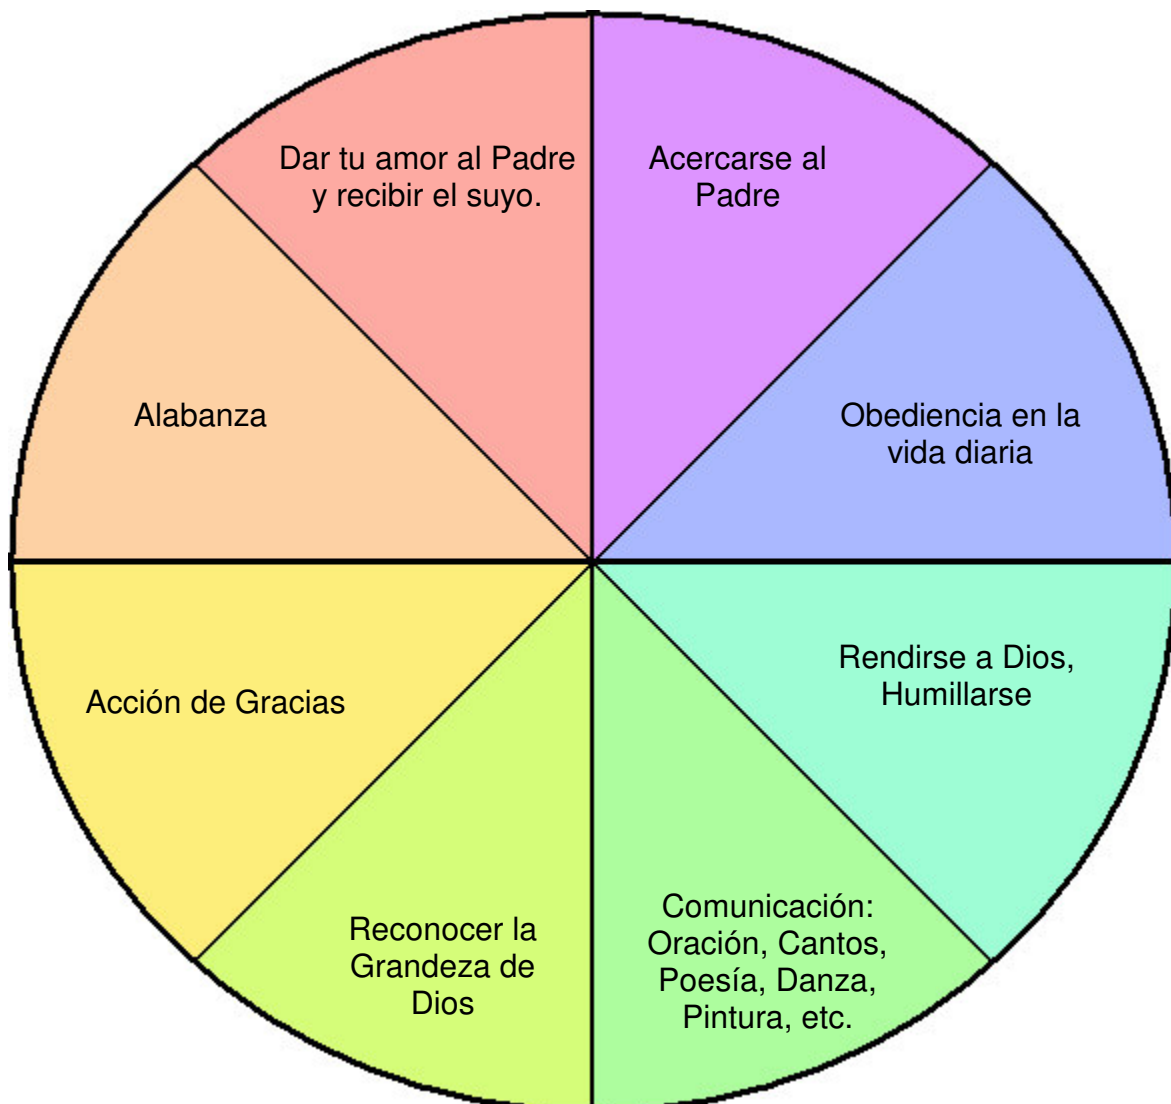 Dar tu amor al Padre
y recibir el suyo.
Acercarse al
Padre
Alabanza
Obediencia en la
vida diaria
Acción de Gracias
Rendirse a Dios,
Humillarse
Reconocer la
Grandeza de
Dios
Comunicación:
Oración, Cantos,
Poesía, Danza,
Pintura, etc.